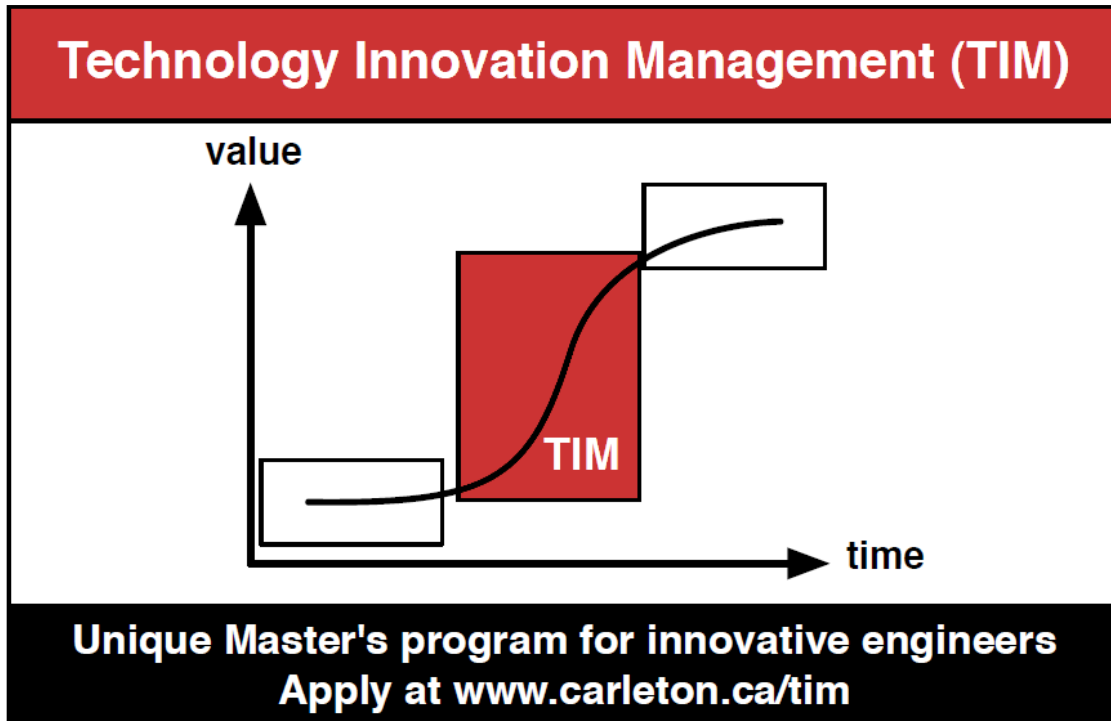 Technology Innovation Management (TIM)
value
TIM
time
Unique Master's program for innovative engineers
Apply at www.carleton.ca/tim